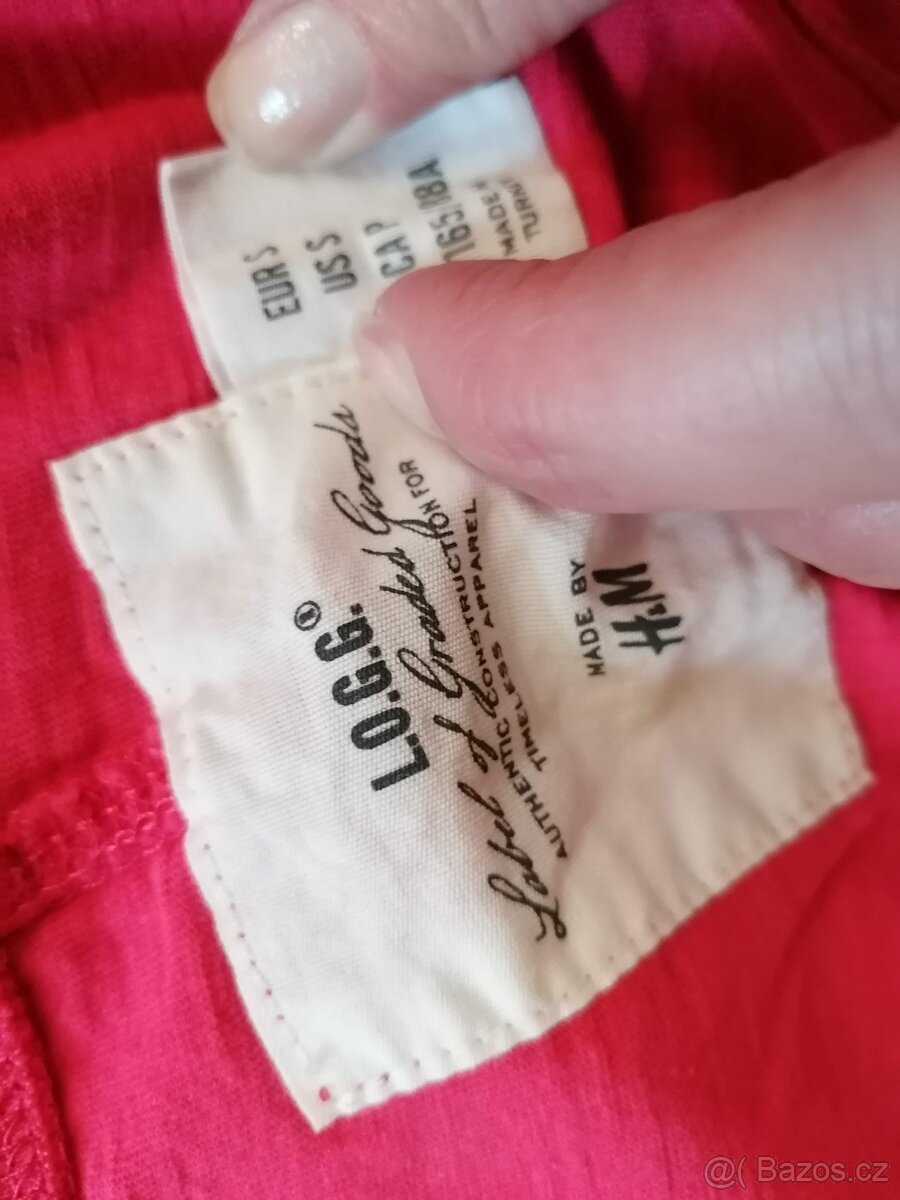 EUR S
US S
CA P
165/88A
MADE
L.O.G.G.®
Label of Graded Goods
AUTHENTIC CONSTRUCTION FOR
TIMELESS APPAREL
MADE BY
H&M
@( Bazos.cz